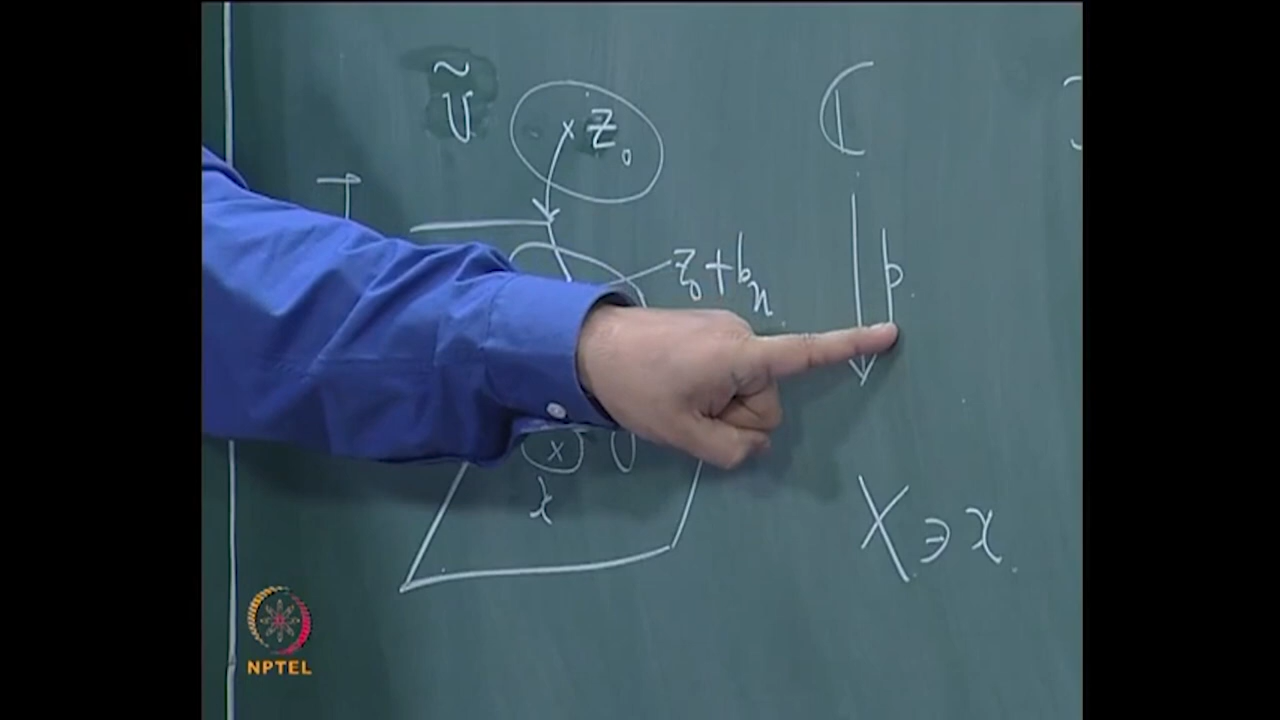 Ũ
z₀
ℂ
z₀ + bₙ
p
x
X ∋ x
NPTEL